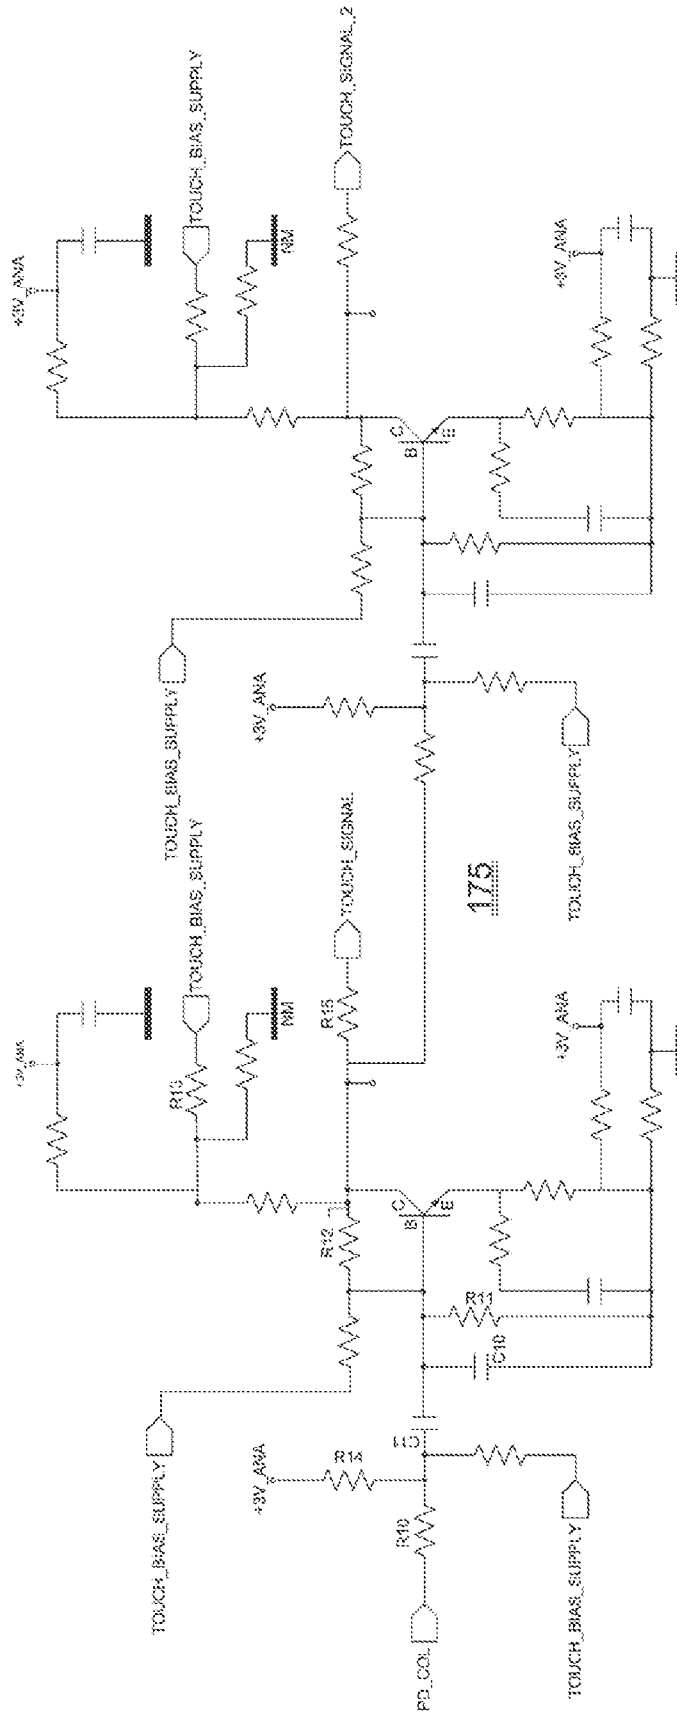 PD_COL
R10
TOUCH_BIAS_SUPPLY
+3V_ANA
R14
C11
TOUCH_BIAS_SUPPLY
C10
R11
R12
B
C
E
+3V_ANA
R13
TOUCH_BIAS_SUPPLY
NM
R15
TOUCH_SIGNAL
+3V_ANA
175
TOUCH_BIAS_SUPPLY
+3V_ANA
TOUCH_BIAS_SUPPLY
B
C
E
+3V_ANA
TOUCH_BIAS_SUPPLY
NM
TOUCH_SIGNAL_2
+3V_ANA